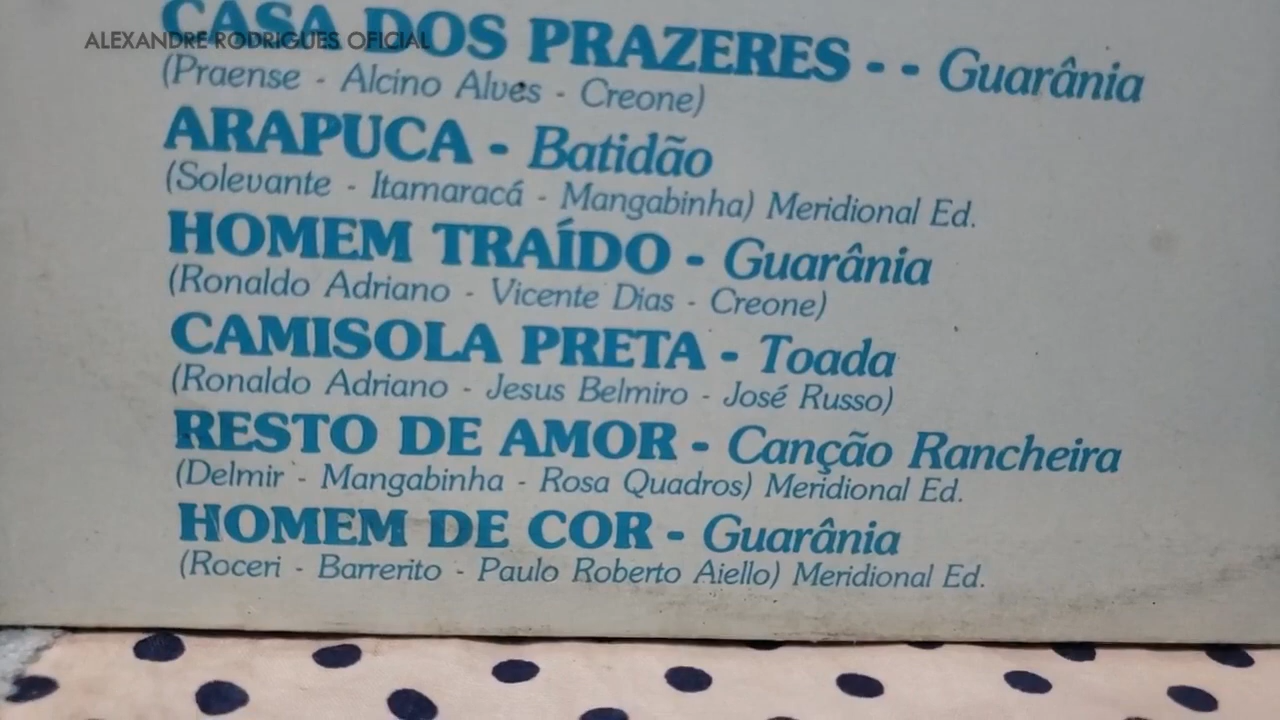 CASA DOS PRAZERES - - Guarânia
ALEXANDRE RODRIGUES OFICIAL
(Praense - Alcino Alves - Creone)
ARAPUCA - Batidão
(Solevante - Itamaracá - Mangabinha) Meridional Ed.
HOMEM TRAÍDO - Guarânia
(Ronaldo Adriano - Vicente Dias - Creone)
CAMISOLA PRETA - Toada
(Ronaldo Adriano - Jesus Belmiro - José Russo)
RESTO DE AMOR - Canção Rancheira
(Delmir - Mangabinha - Rosa Quadros) Meridional Ed.
HOMEM DE COR - Guarânia
(Roceri - Barrerito - Paulo Roberto Aiello) Meridional Ed.